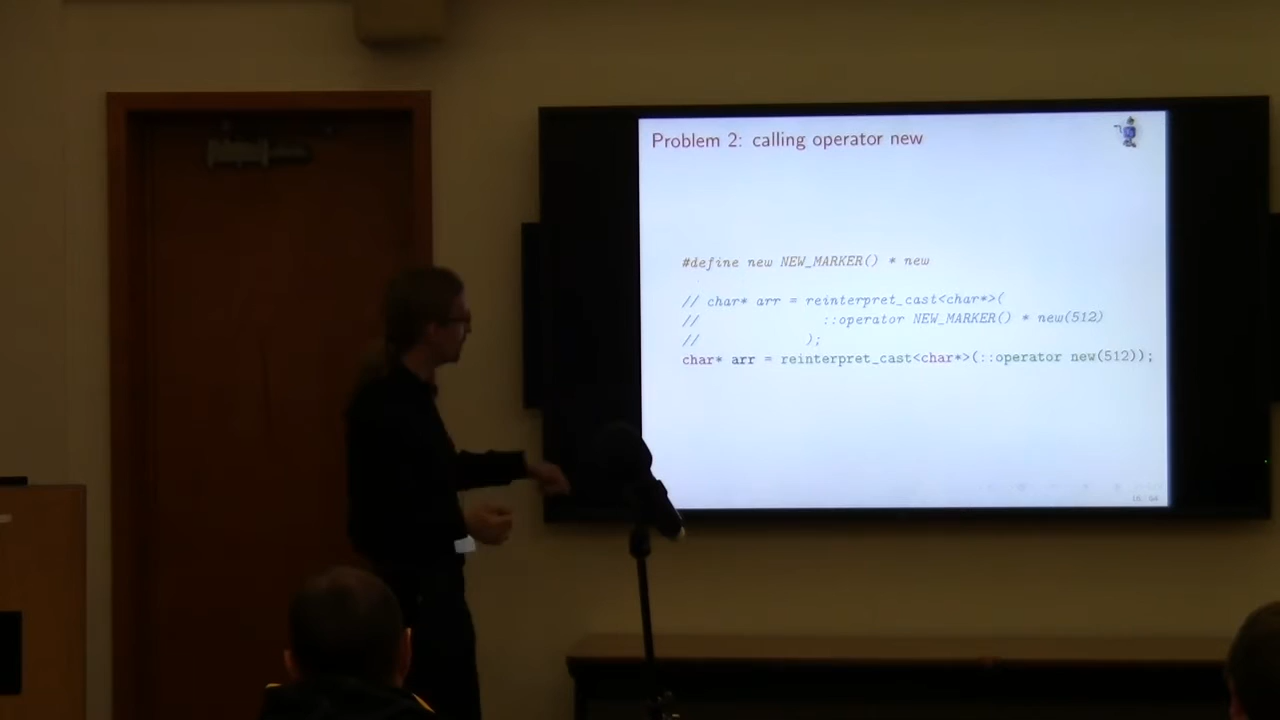 Problem 2: calling operator new
#define new NEW_MARKER() * new
// char* arr = reinterpret_cast<char*>(
// ::operator NEW_MARKER() * new(512)
// );
char* arr = reinterpret_cast<char*>(::operator new(512));